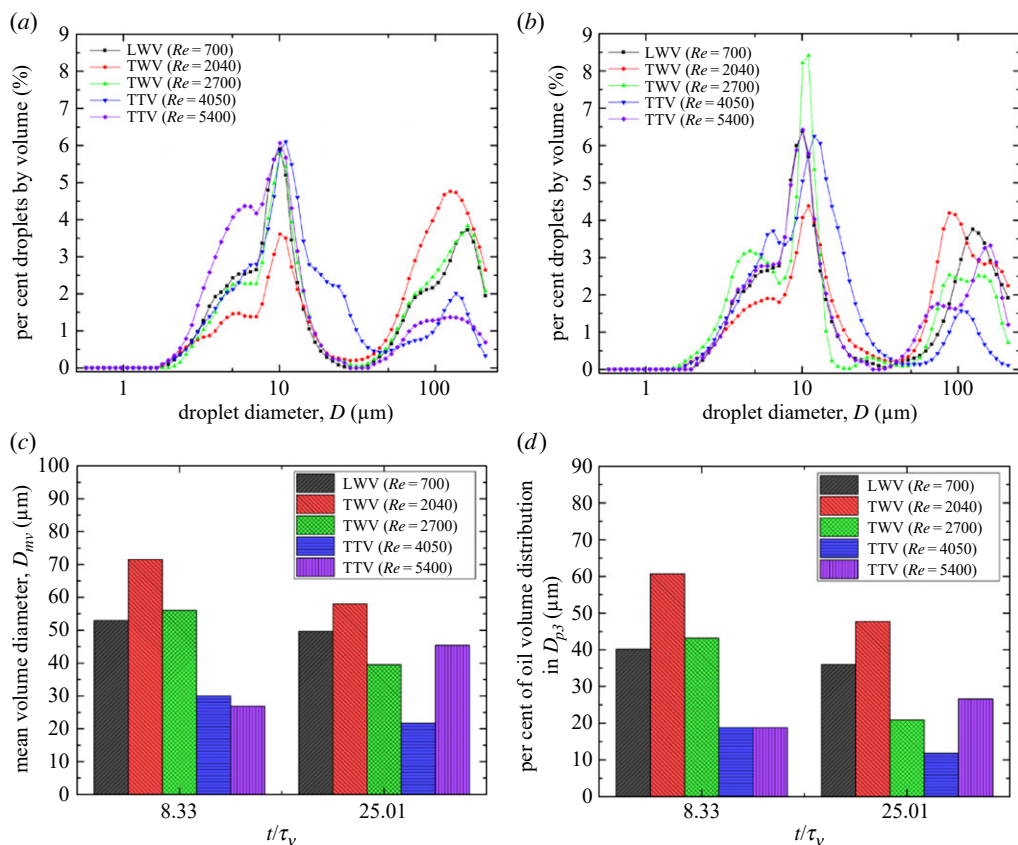 (a)
9
8
7
6
5
4
3
2
1
0
per cent droplets by volume (%)
LWV (Re = 700)
TWV (Re = 2040)
TWV (Re = 2700)
TTV (Re = 4050)
TTV (Re = 5400)
1 10 100
droplet diameter, D (µm)
(b)
9
8
7
6
5
4
3
2
1
0
per cent droplets by volume (%)
LWV (Re = 700)
TWV (Re = 2040)
TWV (Re = 2700)
TTV (Re = 4050)
TTV (Re = 5400)
1 10 100
droplet diameter, D (µm)
(c)
100
90
80
70
60
50
40
30
20
10
0
mean volume diameter, Dmv (µm)
LWV (Re = 700)
TWV (Re = 2040)
TWV (Re = 2700)
TTV (Re = 4050)
TTV (Re = 5400)
8.33 25.01
t/τv
(d)
90
80
70
60
50
40
30
20
10
0
per cent of oil volume distribution
in Dp3 (µm)
LWV (Re = 700)
TWV (Re = 2040)
TWV (Re = 2700)
TTV (Re = 4050)
TTV (Re = 5400)
8.33 25.01
t/τv